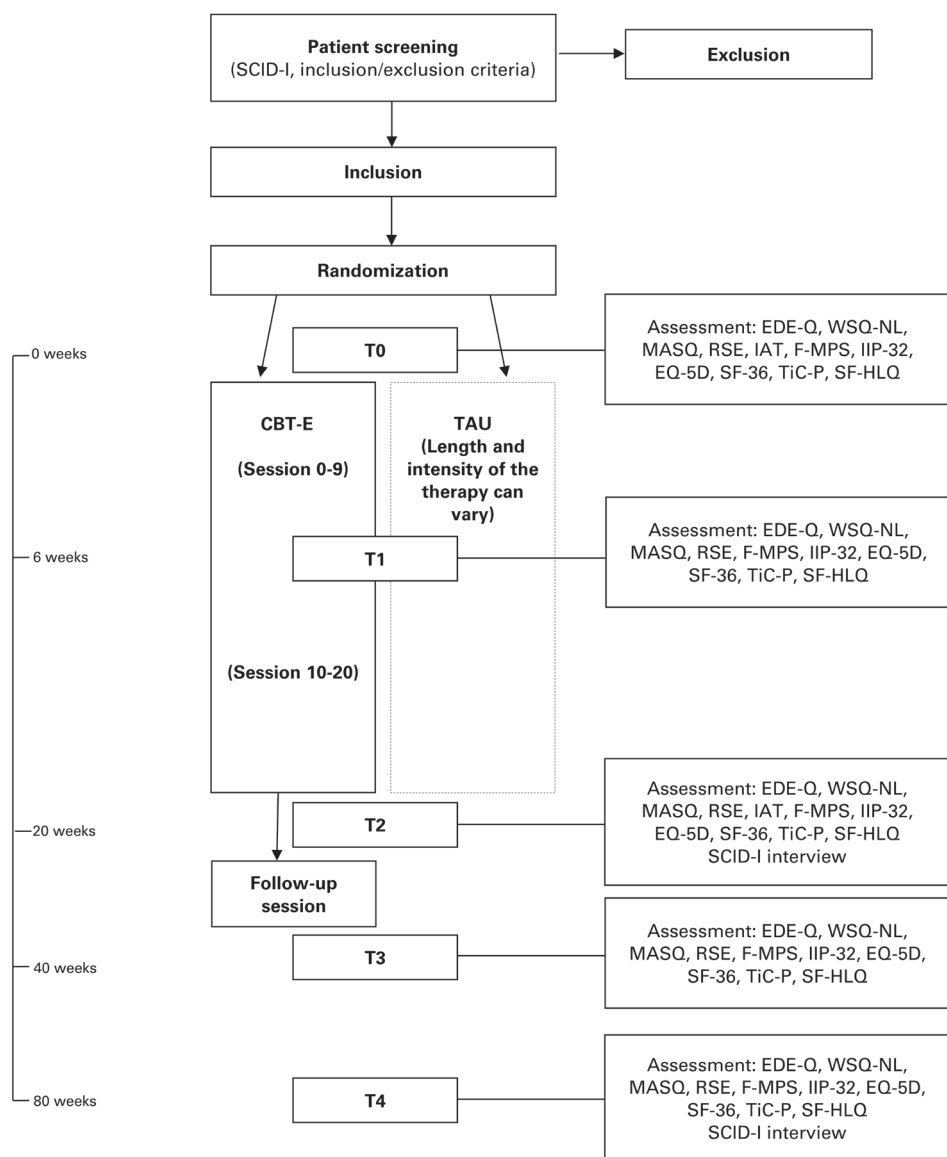 Patient screening
(SCID-I, inclusion/exclusion criteria)
Exclusion
Inclusion
Randomization
0 weeks
T0
Assessment: EDE-Q, WSQ-NL,
MASQ, RSE, IAT, F-MPS, IIP-32,
EQ-5D, SF-36, TiC-P, SF-HLQ
CBT-E
(Session 0-9)
TAU
(Length and
intensity of the
therapy can
vary)
6 weeks
T1
Assessment: EDE-Q, WSQ-NL,
MASQ, RSE, F-MPS, IIP-32, EQ-5D,
SF-36, TiC-P, SF-HLQ
(Session 10-20)
20 weeks
T2
Assessment: EDE-Q, WSQ-NL,
MASQ, RSE, IAT, F-MPS, IIP-32,
EQ-5D, SF-36, TiC-P, SF-HLQ
SCID-I interview
Follow-up
session
40 weeks
T3
Assessment: EDE-Q, WSQ-NL,
MASQ, RSE, F-MPS, IIP-32, EQ-5D,
SF-36, TiC-P, SF-HLQ
80 weeks
T4
Assessment: EDE-Q, WSQ-NL,
MASQ, RSE, F-MPS, IIP-32, EQ-5D,
SF-36, TiC-P, SF-HLQ
SCID-I interview